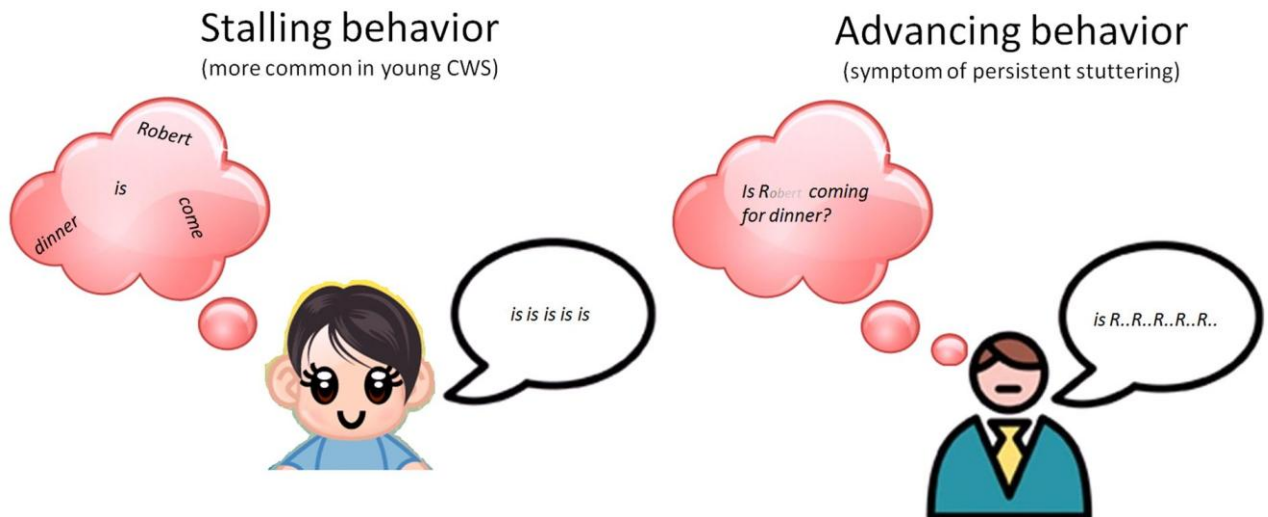 Stalling behavior
(more common in young CWS)
Robert
is
come
dinner
is is is is is
Advancing behavior
(symptom of persistent stuttering)
Is Robert coming
for dinner?
is R..R..R..R..R..